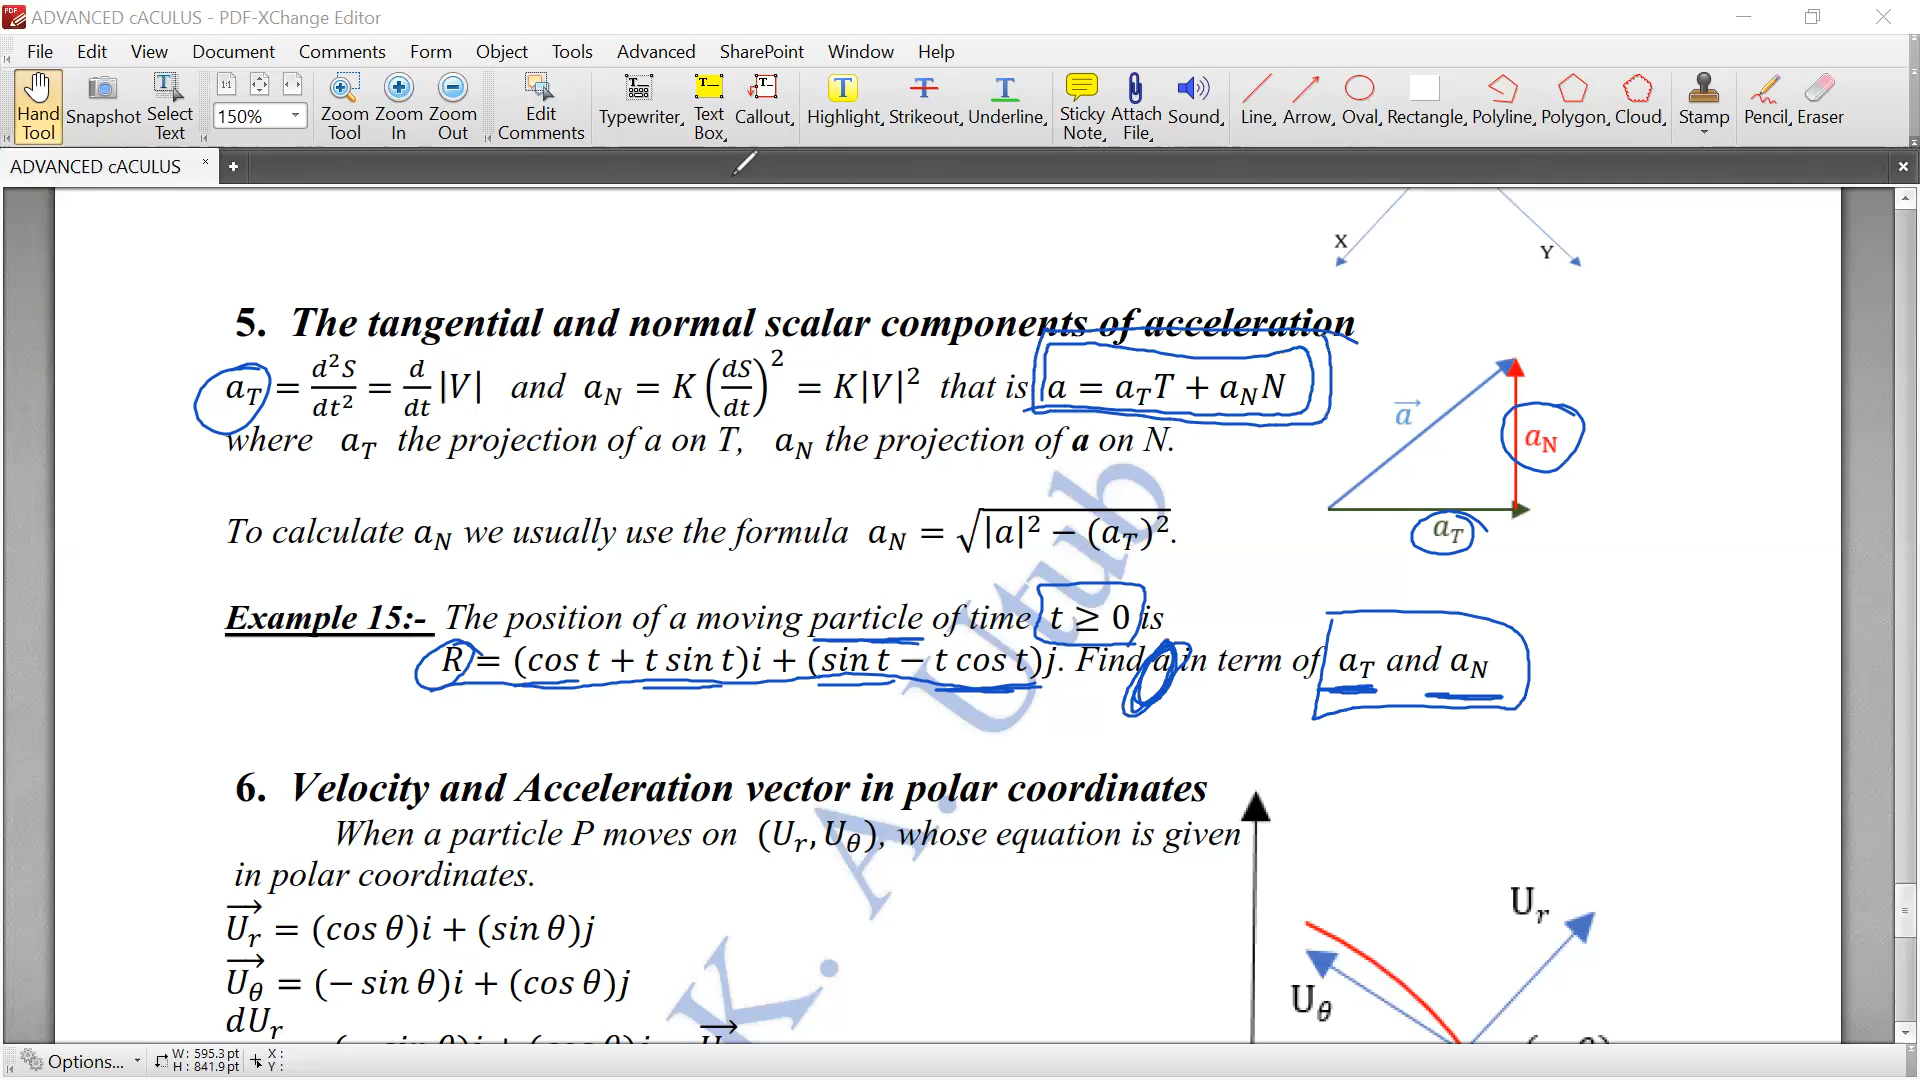 ADVANCED cACULUS - PDF-XChange Editor
File Edit View Document Comments Form Object Tools Advanced SharePoint Window Help
Hand Tool Snapshot Select Text 150% Zoom Tool Zoom In Zoom Out Edit Comments Typewriter Text Box Callout Highlight Strikeout Underline Sticky Note Attach File Sound Line Arrow Oval Rectangle Polyline Polygon Cloud Stamp Pencil Eraser
ADVANCED cACULUS
X
Y
5. The tangential and normal scalar components of acceleration
a_T = d²S/dt² = d/dt |V| and a_N = K (dS/dt)² = K|V|² that is a = a_T T + a_N N
where a_T the projection of a on T, a_N the projection of a on N.
a⃗
a_N
a_T
To calculate a_N we usually use the formula a_N = √(|a|² − (a_T)²).
Example 15:- The position of a moving particle of time t ≥ 0 is
R = (cos t + t sin t)i + (sin t − t cos t)j. Find a in term of a_T and a_N
6. Velocity and Acceleration vector in polar coordinates
When a particle P moves on (U_r, U_θ), whose equation is given
in polar coordinates.
U_r⃗ = (cos θ)i + (sin θ)j
U_θ⃗ = (− sin θ)i + (cos θ)j
dU_r
U_r
U_θ
K. A. Utub
Options... W: 595.3 pt H: 841.9 pt X: Y: